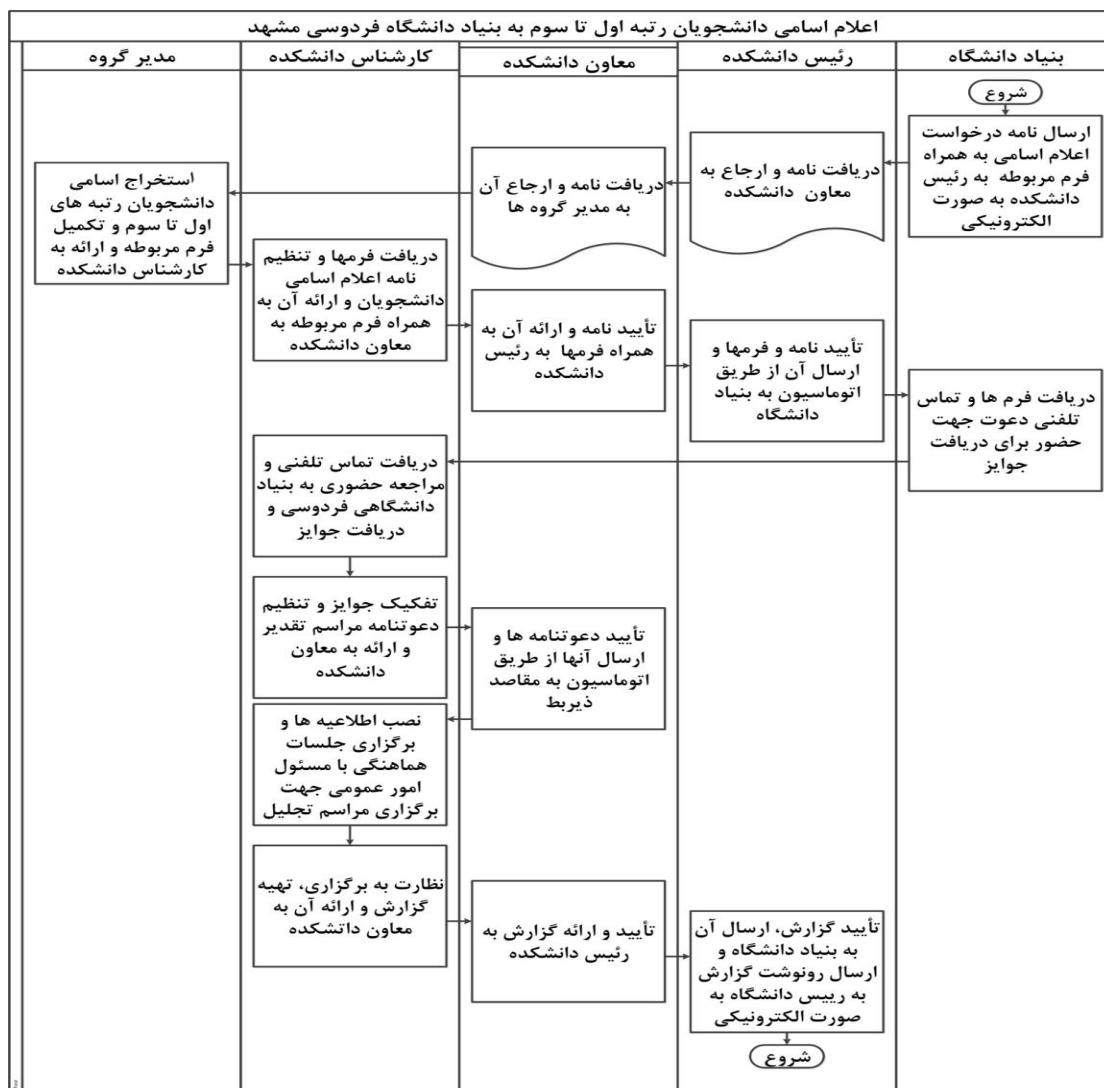 اعلام اسامی دانشجویان رتبه اول تا سوم به بنیاد دانشگاه فردوسی مشهد
بنیاد دانشگاه
رئیس دانشکده
معاون دانشکده
کارشناس دانشکده
مدیر گروه
شروع
ارسال نامه درخواست
اعلام اسامی به همراه
فرم مربوطه به رئیس
دانشکده به صورت
الکترونیکی
دریافت نامه و ارجاع به
معاون دانشکده
دریافت نامه و ارجاع آن
به مدیر گروه ها
استخراج اسامی
دانشجویان رتبه های
اول تا سوم و تکمیل
فرم مربوطه و ارائه به
کارشناس دانشکده
دریافت فرمها و تنظیم
نامه اعلام اسامی
دانشجویان و ارائه آن به
همراه فرم مربوطه به
معاون دانشکده
تأیید نامه و ارائه آن به
همراه فرمها به رئیس
دانشکده
تأیید نامه و فرمها و
ارسال آن از طریق
اتوماسیون به بنیاد
دانشگاه
دریافت فرم ها و تماس
تلفنی دعوت جهت
حضور برای دریافت
جوایز
دریافت تماس تلفنی و
مراجعه حضوری به بنیاد
دانشگاهی فردوسی و
دریافت جوایز
تفکیک جوایز و تنظیم
دعوتنامه مراسم تقدیر
و ارائه به معاون
دانشکده
تأیید دعوتنامه ها و
ارسال آنها از طریق
اتوماسیون به مقاصد
ذیربط
نصب اطلاعیه ها و
برگزاری جلسات
هماهنگی با مسئول
امور عمومی جهت
برگزاری مراسم تجلیل
نظارت به برگزاری، تهیه
گزارش و ارائه آن به
معاون داتشکده
تأیید و ارائه گزارش به
رئیس دانشکده
تأیید گزارش، ارسال آن
به بنیاد دانشگاه و
ارسال رونوشت گزارش
به رییس دانشگاه به
صورت الکترونیکی
شروع